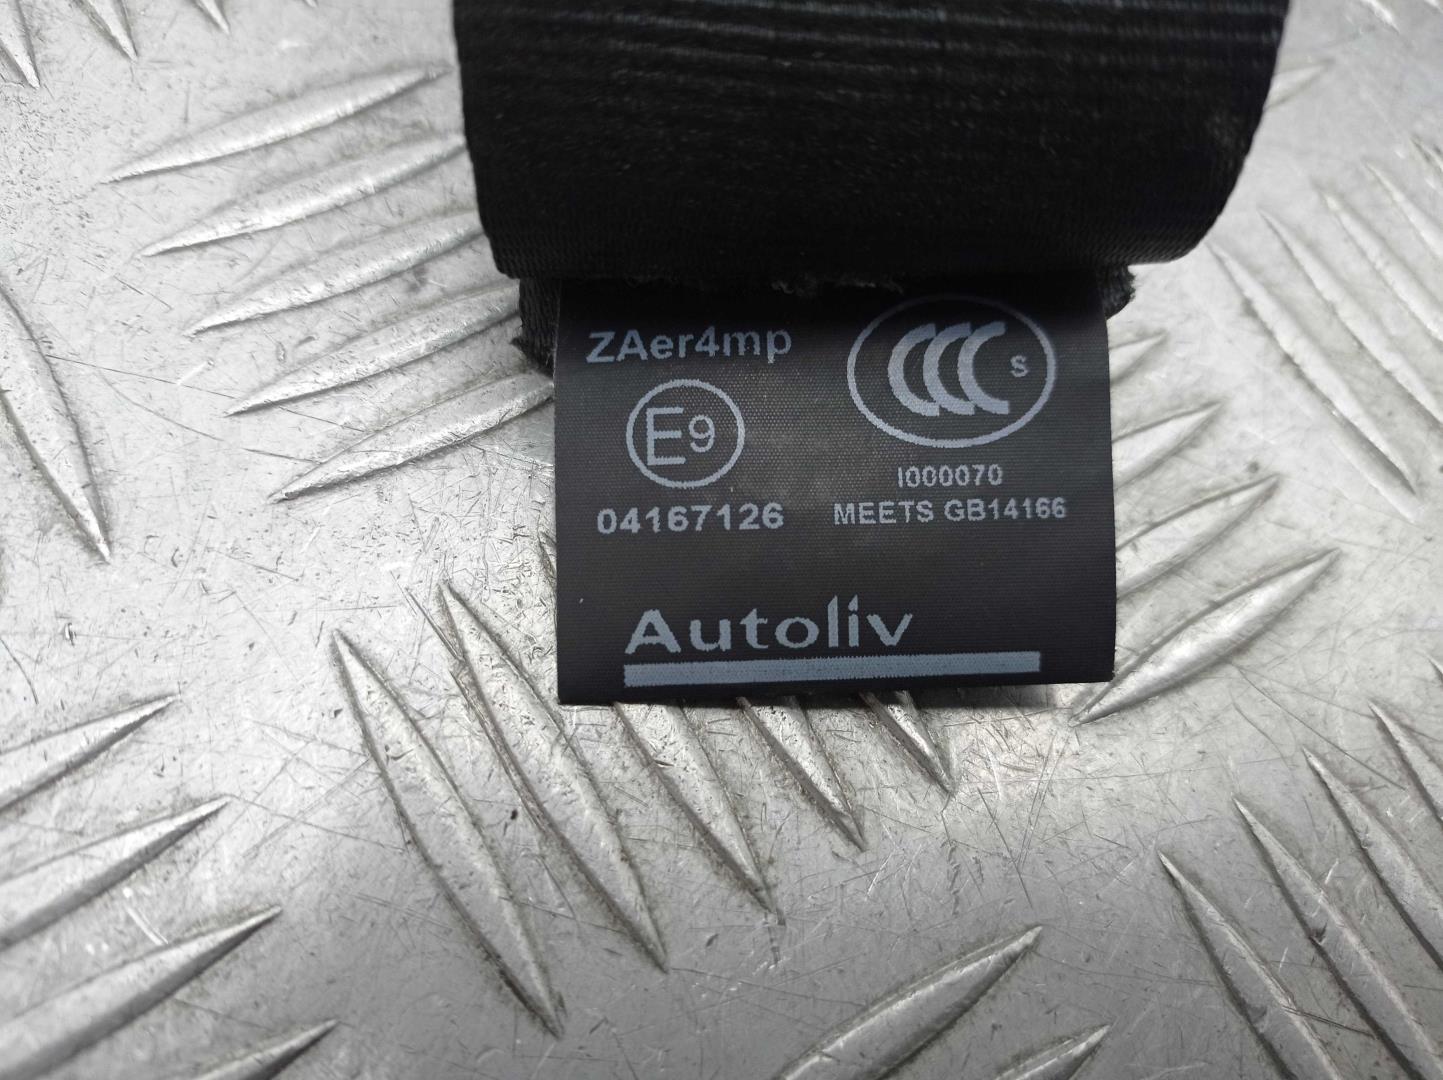 ZAer4mp
CCC S
E9
I000070
04167126
MEETS GB14166
Autoliv